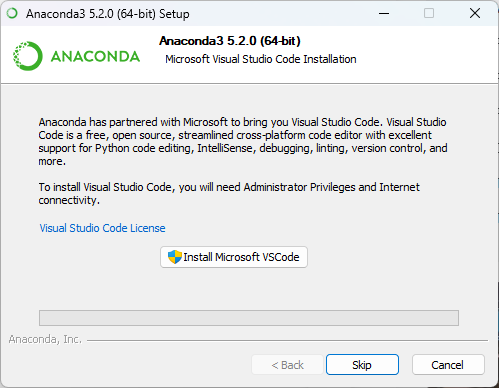 Anaconda3 5.2.0 (64-bit) Setup
ANACONDA
Anaconda3 5.2.0 (64-bit)
Microsoft Visual Studio Code Installation
Anaconda has partnered with Microsoft to bring you Visual Studio Code. Visual Studio
Code is a free, open source, streamlined cross-platform code editor with excellent
support for Python code editing, IntelliSense, debugging, linting, version control, and
more.
To install Visual Studio Code, you will need Administrator Privileges and Internet
connectivity.
Visual Studio Code License
Install Microsoft VSCode
Anaconda, Inc.
< Back
Skip
Cancel